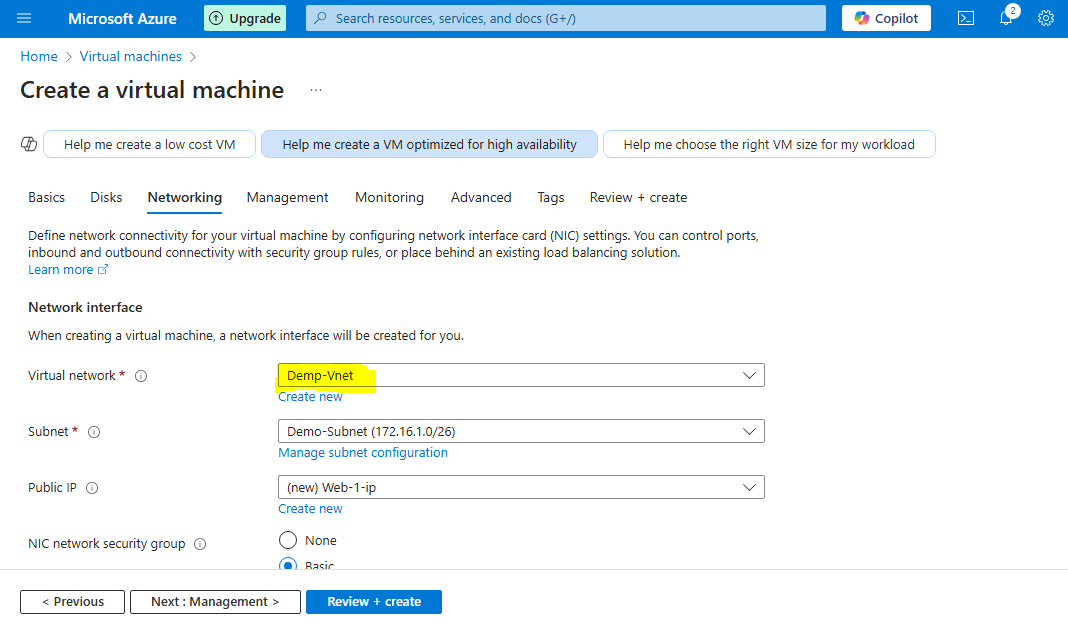 Microsoft Azure
Upgrade
Search resources, services, and docs (G+/)
Copilot
2
Home > Virtual machines >
Create a virtual machine ...
Help me create a low cost VM
Help me create a VM optimized for high availability
Help me choose the right VM size for my workload
Basics Disks Networking Management Monitoring Advanced Tags Review + create
Define network connectivity for your virtual machine by configuring network interface card (NIC) settings. You can control ports,
inbound and outbound connectivity with security group rules, or place behind an existing load balancing solution.
Learn more
Network interface
When creating a virtual machine, a network interface will be created for you.
Virtual network *
Demp-Vnet
Create new
Subnet *
Demo-Subnet (172.16.1.0/26)
Manage subnet configuration
Public IP
(new) Web-1-ip
Create new
NIC network security group
None
Basic
< Previous
Next : Management >
Review + create